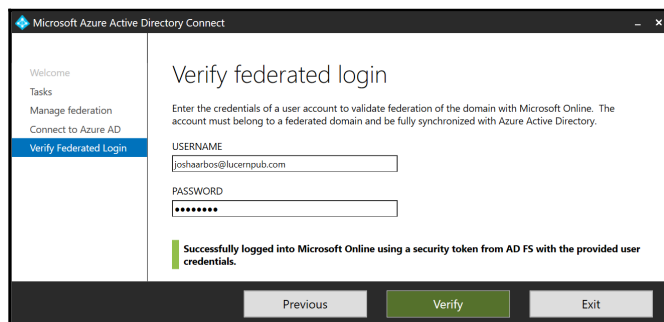 Microsoft Azure Active Directory Connect
Welcome
Tasks
Manage federation
Connect to Azure AD
Verify Federated Login
Verify federated login
Enter the credentials of a user account to validate federation of the domain with Microsoft Online. The
account must belong to a federated domain and be fully synchronized with Azure Active Directory.
USERNAME
joshaarbos@lucernpub.com
PASSWORD
••••••••
Successfully logged into Microsoft Online using a security token from AD FS with the provided user
credentials.
Previous
Verify
Exit